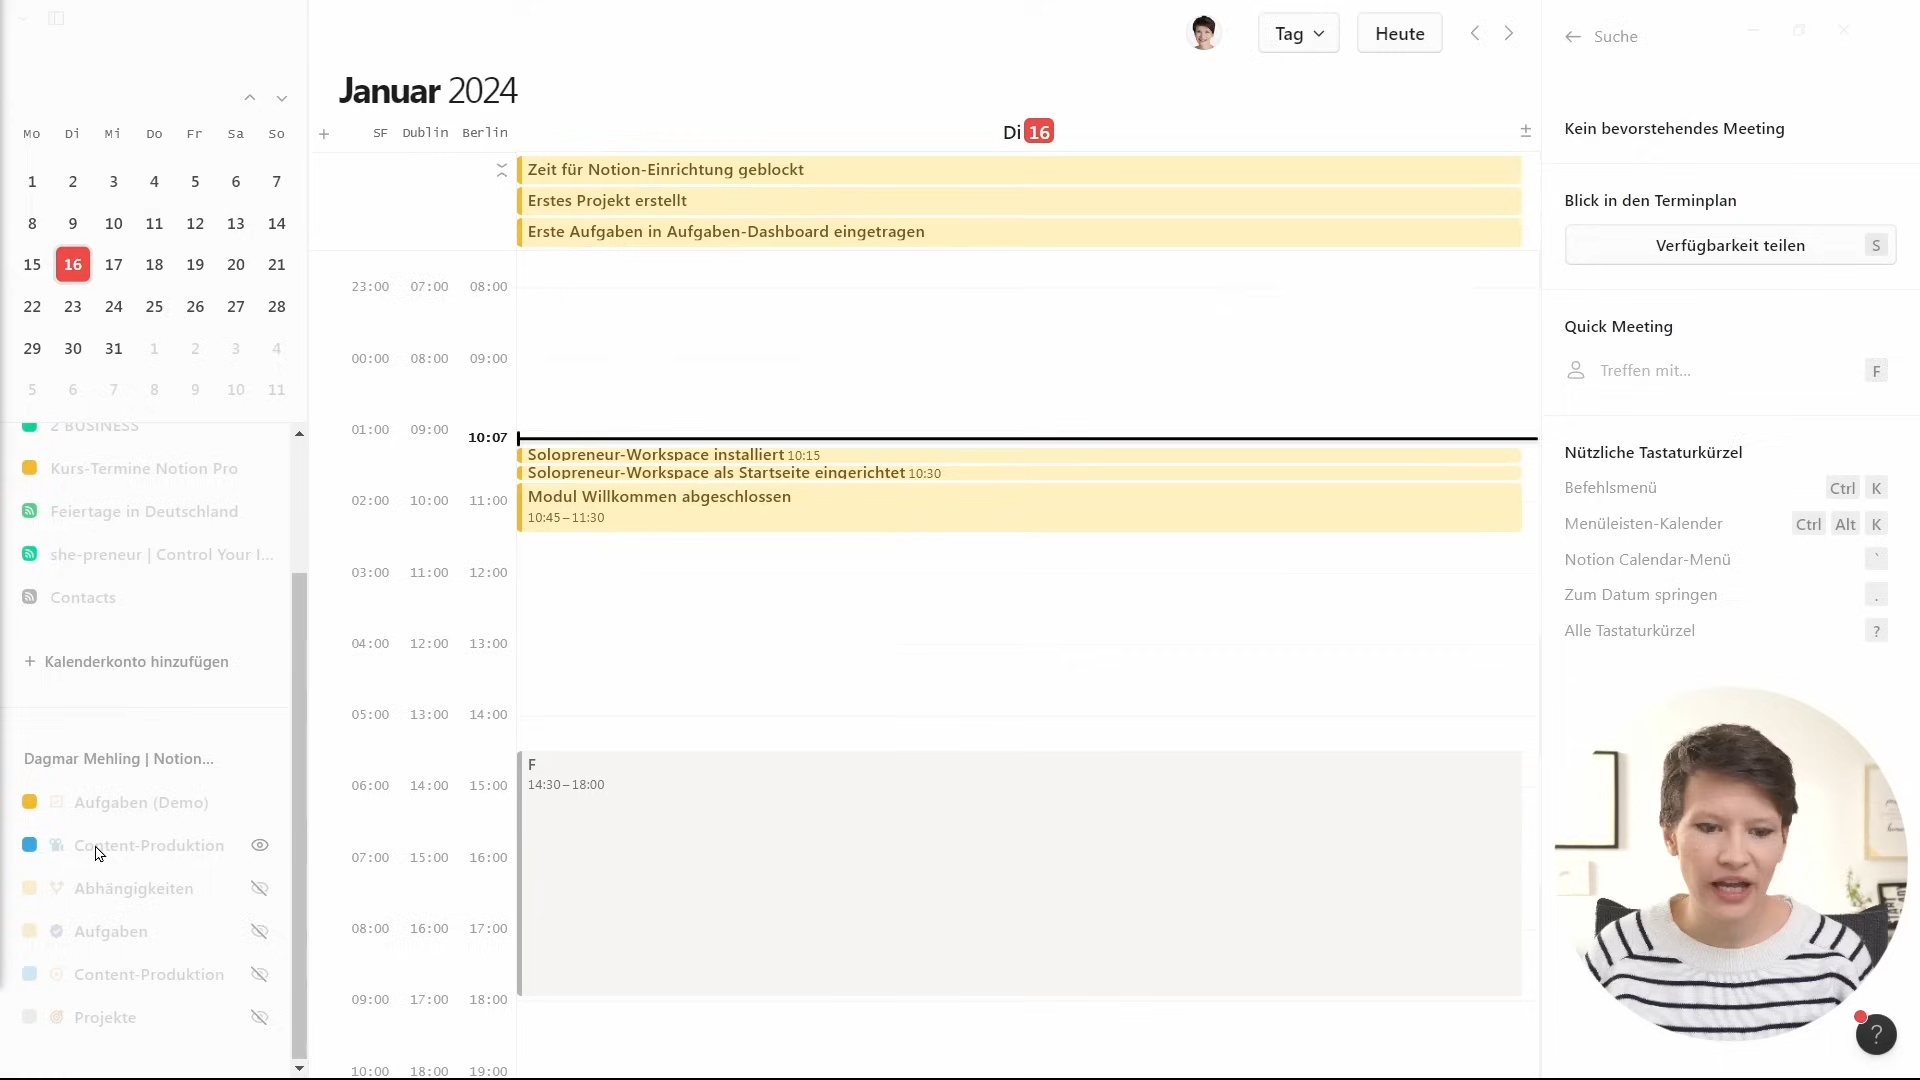 Mo Di Mi Do Fr Sa So
1 2 3 4 5 6 7
8 9 10 11 12 13 14
15 16 17 18 19 20 21
22 23 24 25 26 27 28
29 30 31 1 2 3 4
5 6 7 8 9 10 11
2 BUSINESS
Kurs-Termine Notion Pro
Feiertage in Deutschland
she-preneur | Control Your I...
Contacts
+ Kalenderkonto hinzufügen
Dagmar Mehling | Notion...
Aufgaben (Demo)
Content-Produktion
Abhängigkeiten
Aufgaben
Content-Produktion
Projekte
Tag
Heute
Januar 2024
+ SF Dublin Berlin
Di 16
Zeit für Notion-Einrichtung geblockt
Erstes Projekt erstellt
Erste Aufgaben in Aufgaben-Dashboard eingetragen
23:00 07:00 08:00
00:00 08:00 09:00
01:00 09:00 10:07
Solopreneur-Workspace installiert 10:15
Solopreneur-Workspace als Startseite eingerichtet 10:30
02:00 10:00 11:00
Modul Willkommen abgeschlossen
10:45 – 11:30
03:00 11:00 12:00
04:00 12:00 13:00
05:00 13:00 14:00
F
14:30 – 18:00
06:00 14:00 15:00
07:00 15:00 16:00
08:00 16:00 17:00
09:00 17:00 18:00
10:00 18:00 19:00
Suche
Kein bevorstehendes Meeting
Blick in den Terminplan
Verfügbarkeit teilen S
Quick Meeting
Treffen mit... F
Nützliche Tastaturkürzel
Befehlsmenü Ctrl K
Menüleisten-Kalender Ctrl Alt K
Notion Calendar-Menü `
Zum Datum springen .
Alle Tastaturkürzel ?
?